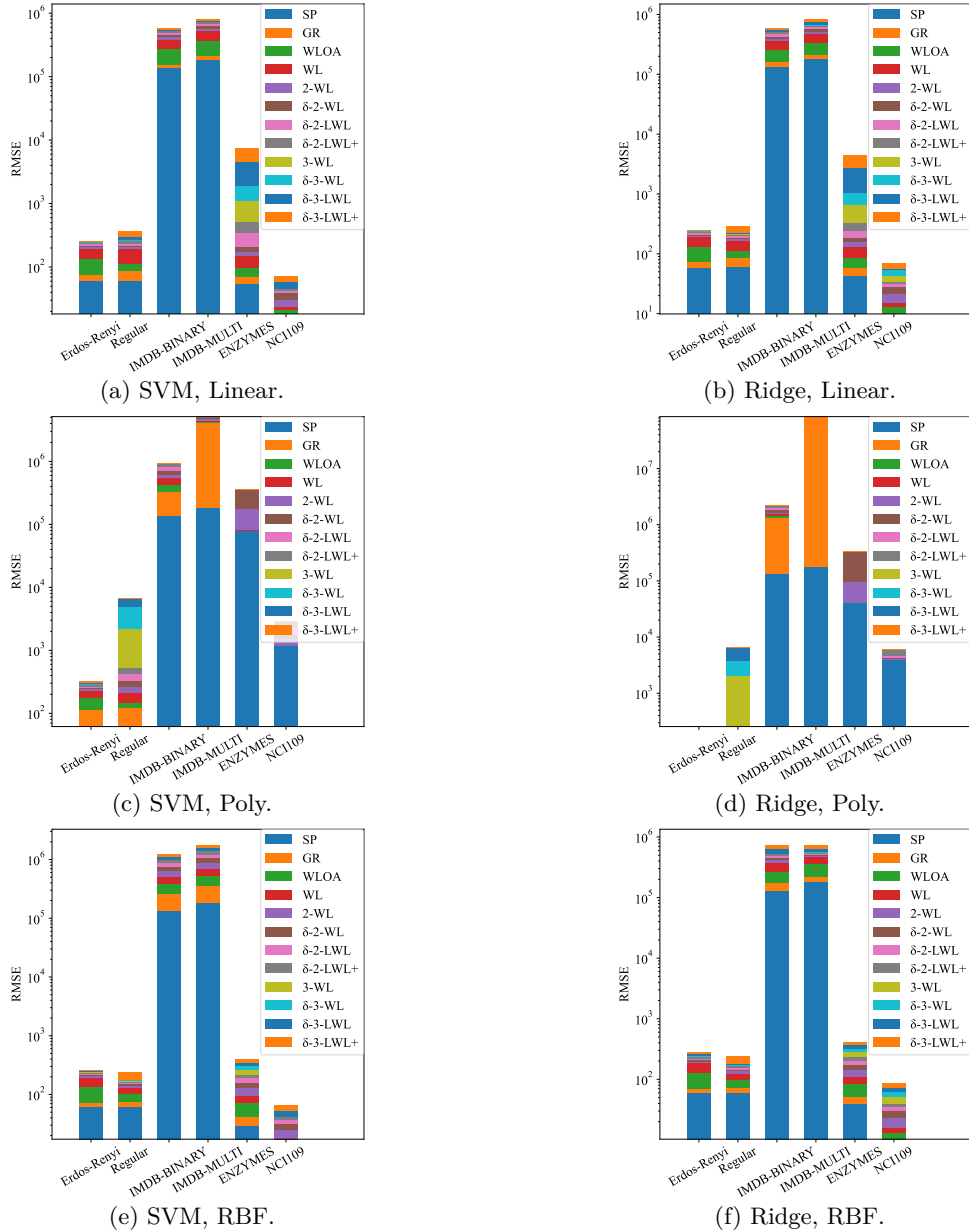 10⁶
10⁵
10⁴
10³
10²
RMSE
SP
GR
WLOA
WL
2-WL
δ-2-WL
δ-2-LWL
δ-2-LWL+
3-WL
δ-3-WL
δ-3-LWL
δ-3-LWL+
Erdos-Renyi
Regular
IMDB-BINARY
IMDB-MULTI
ENZYMES
NCI109
(a) SVM, Linear.
10⁶
10⁵
10⁴
10³
10²
10¹
RMSE
SP
GR
WLOA
WL
2-WL
δ-2-WL
δ-2-LWL
δ-2-LWL+
3-WL
δ-3-WL
δ-3-LWL
δ-3-LWL+
Erdos-Renyi
Regular
IMDB-BINARY
IMDB-MULTI
ENZYMES
NCI109
(b) Ridge, Linear.
10⁶
10⁵
10⁴
10³
10²
RMSE
SP
GR
WLOA
WL
2-WL
δ-2-WL
δ-2-LWL
δ-2-LWL+
3-WL
δ-3-WL
δ-3-LWL
δ-3-LWL+
Erdos-Renyi
Regular
IMDB-BINARY
IMDB-MULTI
ENZYMES
NCI109
(c) SVM, Poly.
10⁷
10⁶
10⁵
10⁴
10³
RMSE
SP
GR
WLOA
WL
2-WL
δ-2-WL
δ-2-LWL
δ-2-LWL+
3-WL
δ-3-WL
δ-3-LWL
δ-3-LWL+
Erdos-Renyi
Regular
IMDB-BINARY
IMDB-MULTI
ENZYMES
NCI109
(d) Ridge, Poly.
10⁶
10⁵
10⁴
10³
10²
RMSE
SP
GR
WLOA
WL
2-WL
δ-2-WL
δ-2-LWL
δ-2-LWL+
3-WL
δ-3-WL
δ-3-LWL
δ-3-LWL+
Erdos-Renyi
Regular
IMDB-BINARY
IMDB-MULTI
ENZYMES
NCI109
(e) SVM, RBF.
10⁶
10⁵
10⁴
10³
10²
RMSE
SP
GR
WLOA
WL
2-WL
δ-2-WL
δ-2-LWL
δ-2-LWL+
3-WL
δ-3-WL
δ-3-LWL
δ-3-LWL+
Erdos-Renyi
Regular
IMDB-BINARY
IMDB-MULTI
ENZYMES
NCI109
(f) Ridge, RBF.